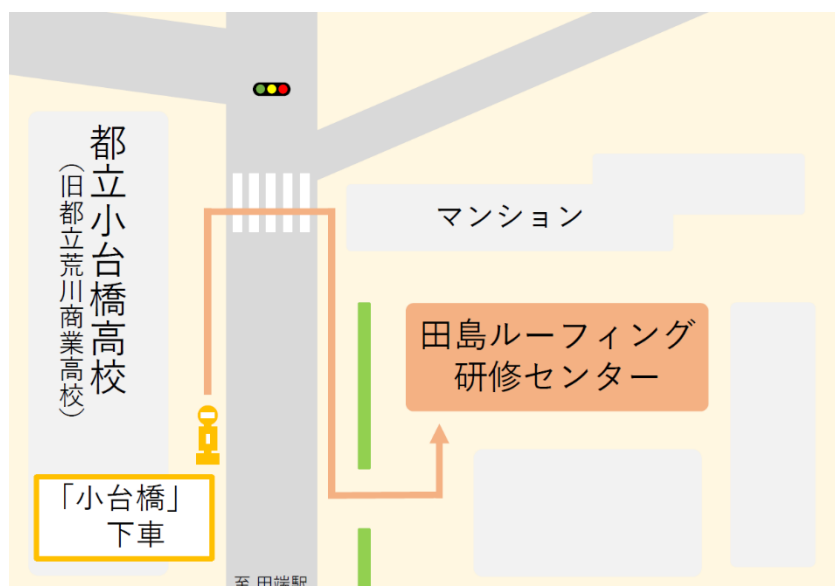 都立小台橋高校
（旧都立荒川商業高校）
マンション
田島ルーフィング
研修センター
「小台橋」
下車
至 田端駅